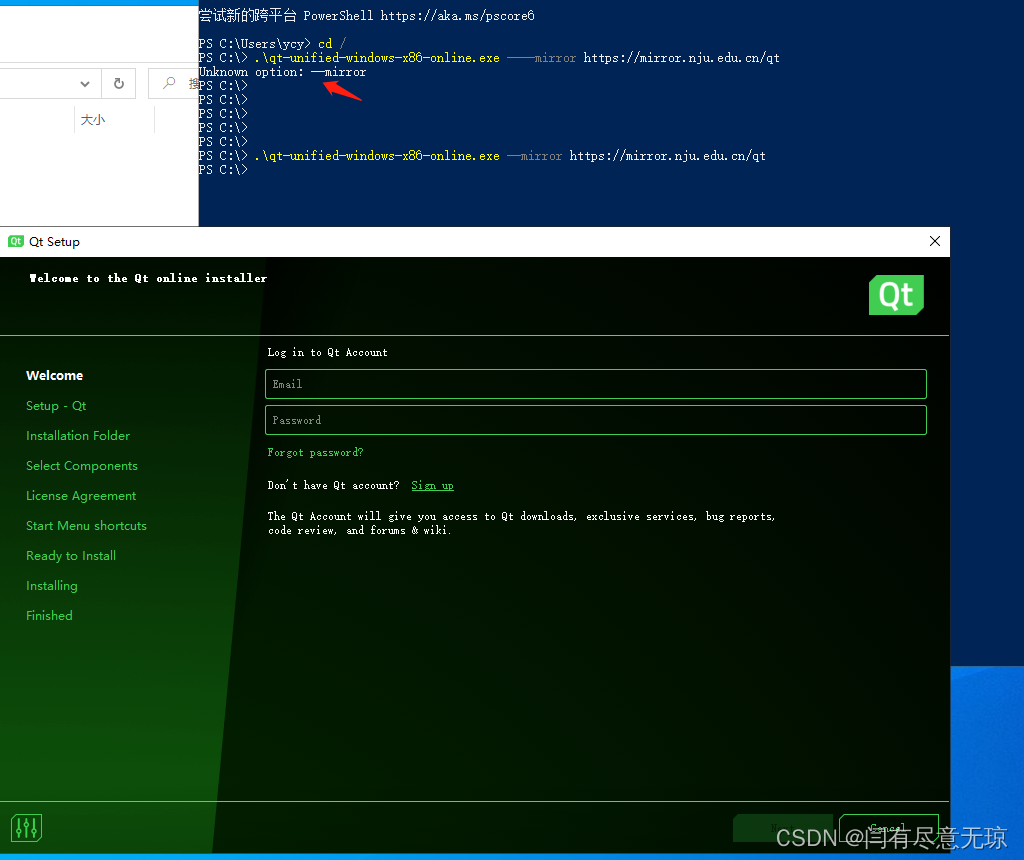 尝试新的跨平台 PowerShell https://aka.ms/pscore6
PS C:\Users\ycy> cd /
PS C:\> .\qt-unified-windows-x86-online.exe ——mirror https://mirror.nju.edu.cn/qt
Unknown option: —mirror
PS C:\>
PS C:\>
PS C:\>
PS C:\>
PS C:\>
PS C:\> .\qt-unified-windows-x86-online.exe --mirror https://mirror.nju.edu.cn/qt
PS C:\>
大小
Qt Qt Setup
Welcome to the Qt online installer
Qt
Welcome
Setup - Qt
Installation Folder
Select Components
License Agreement
Start Menu shortcuts
Ready to Install
Installing
Finished
Log in to Qt Account
Email
Password
Forgot password?
Don't have Qt account? Sign up
The Qt Account will give you access to Qt downloads, exclusive services, bug reports,
code review, and forums & wiki.
Cancel
CSDN @闫有尽意无琼